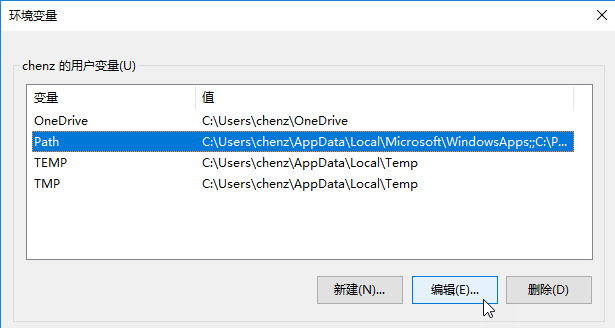 环境变量
chenz 的用户变量(U)
变量 值
OneDrive C:\Users\chenz\OneDrive
Path C:\Users\chenz\AppData\Local\Microsoft\WindowsApps;;C:\P...
TEMP C:\Users\chenz\AppData\Local\Temp
TMP C:\Users\chenz\AppData\Local\Temp
新建(N)... 编辑(E)... 删除(D)